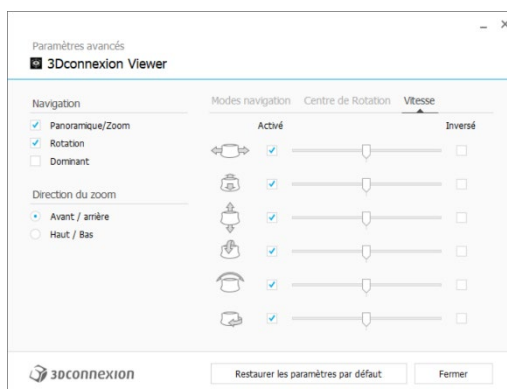 Paramètres avancés
3Dconnexion Viewer
Navigation
Panoramique/Zoom
Rotation
Dominant
Direction du zoom
Avant / arrière
Haut / Bas
Modes navigation Centre de Rotation Vitesse
Activé Inversé
3Dconnexion
Restaurer les paramètres par défaut
Fermer